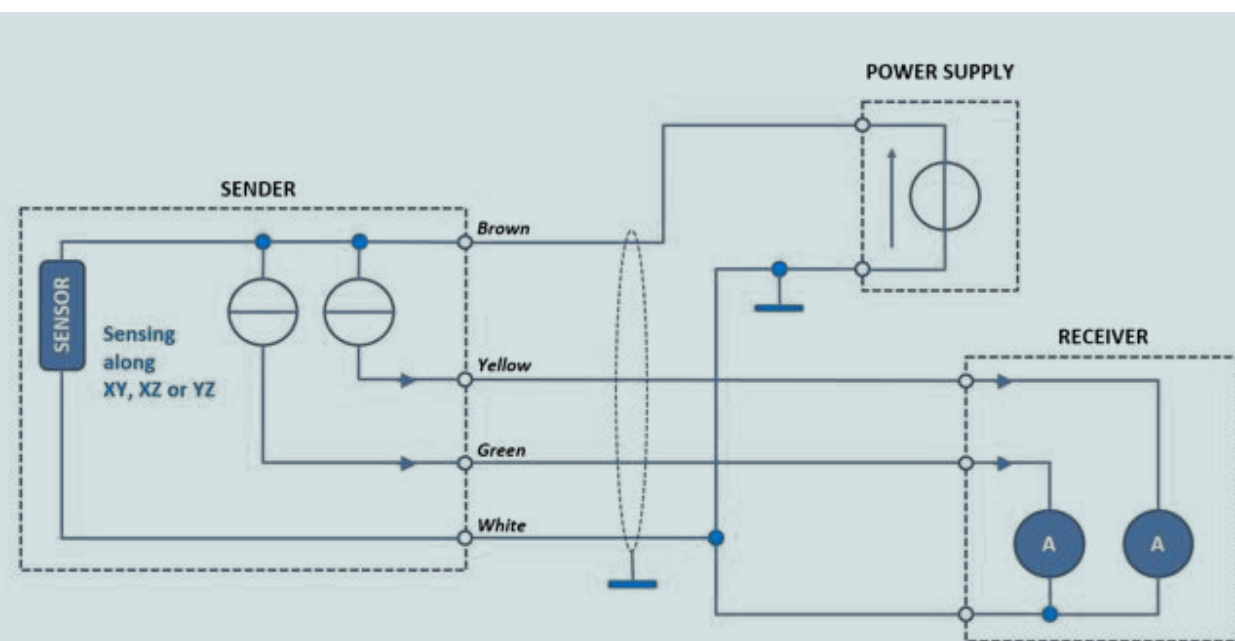 POWER SUPPLY
SENDER
Brown
SENSOR
Sensing
along
XY, XZ or YZ
RECEIVER
Yellow
Green
White
A
A